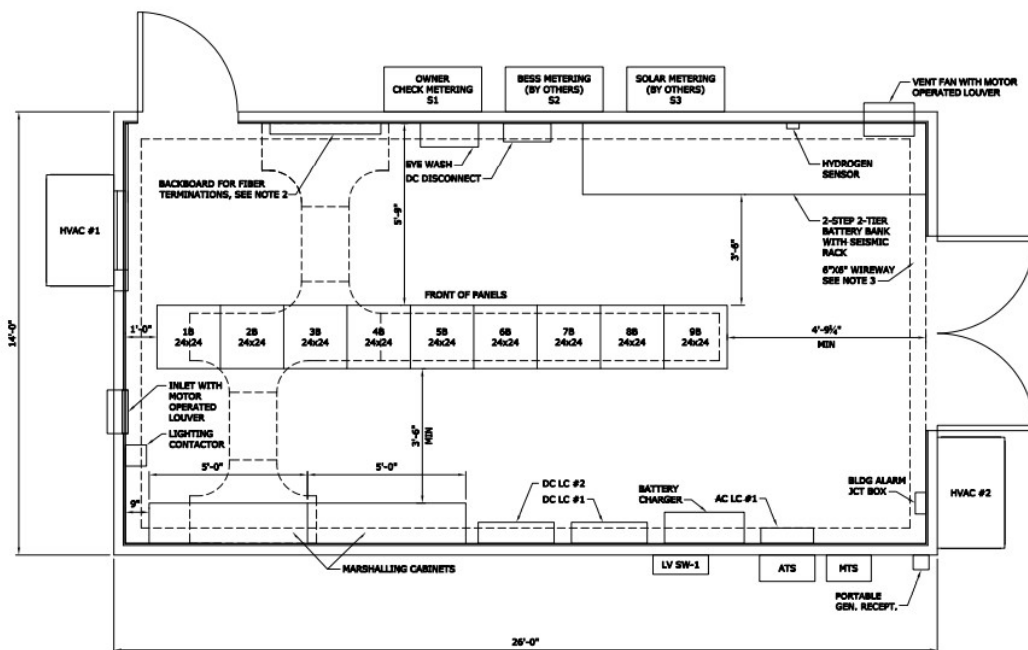 OWNER
CHECK METERING
S1
BESS METERING
(BY OTHERS)
S2
SOLAR METERING
(BY OTHERS)
S3
VENT FAN WITH MOTOR
OPERATED LOUVER
EYE WASH
DC DISCONNECT
HYDROGEN
SENSOR
BACKBOARD FOR FIBER
TERMINATIONS, SEE NOTE 2
5'-9"
HVAC #1
2-STEP 2-TIER
BATTERY BANK
WITH SEISMIC
RACK
3'-6"
6"X6" WIREWAY
SEE NOTE 3
FRONT OF PANELS
14'-0"
1'-0"
1B
24x24
2B
24x24
3B
24x24
4B
24x24
5B
24x24
6B
24x24
7B
24x24
8B
24x24
9B
24x24
4'-9¼"
MIN
INLET WITH
MOTOR
OPERATED
LOUVER
LIGHTING
CONTACTOR
3'-6"
MIN
5'-0"
5'-0"
9"
DC LC #2
DC LC #1
BATTERY
CHARGER
AC LC #1
BLDG ALARM
JCT BOX
HVAC #2
MARSHALLING CABINETS
LV SW-1
ATS
MTS
PORTABLE
GEN. RECEPT.
26'-0"